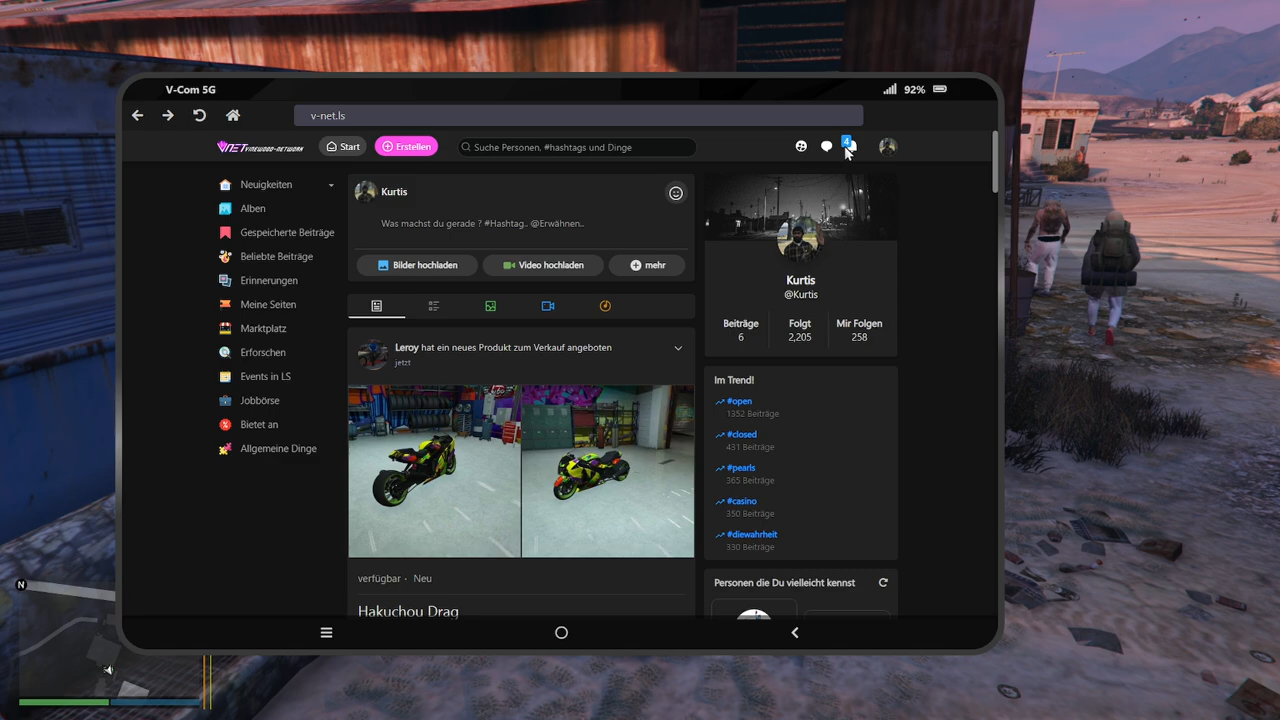 V-Com 5G
92%
v-net.ls
VNET VINEWOOD-NETWORK
Start
Erstellen
Suche Personen, #hashtags und Dinge
4
Neuigkeiten
Alben
Gespeicherte Beiträge
Beliebte Beiträge
Erinnerungen
Meine Seiten
Marktplatz
Erforschen
Events in LS
Jobbörse
Bietet an
Allgemeine Dinge
Kurtis
Was machst du gerade ? #Hashtag.. @Erwähnen..
Bilder hochladen
Video hochladen
mehr
Leroy hat ein neues Produkt zum Verkauf angeboten
jetzt
verfügbar · Neu
Hakuchou Drag
Kurtis
@Kurtis
Beiträge
6
Folgt
2,205
Mir Folgen
258
Im Trend!
#open
1352 Beiträge
#closed
431 Beiträge
#pearls
365 Beiträge
#casino
350 Beiträge
#diewahrheit
330 Beiträge
Personen die Du vielleicht kennst
N